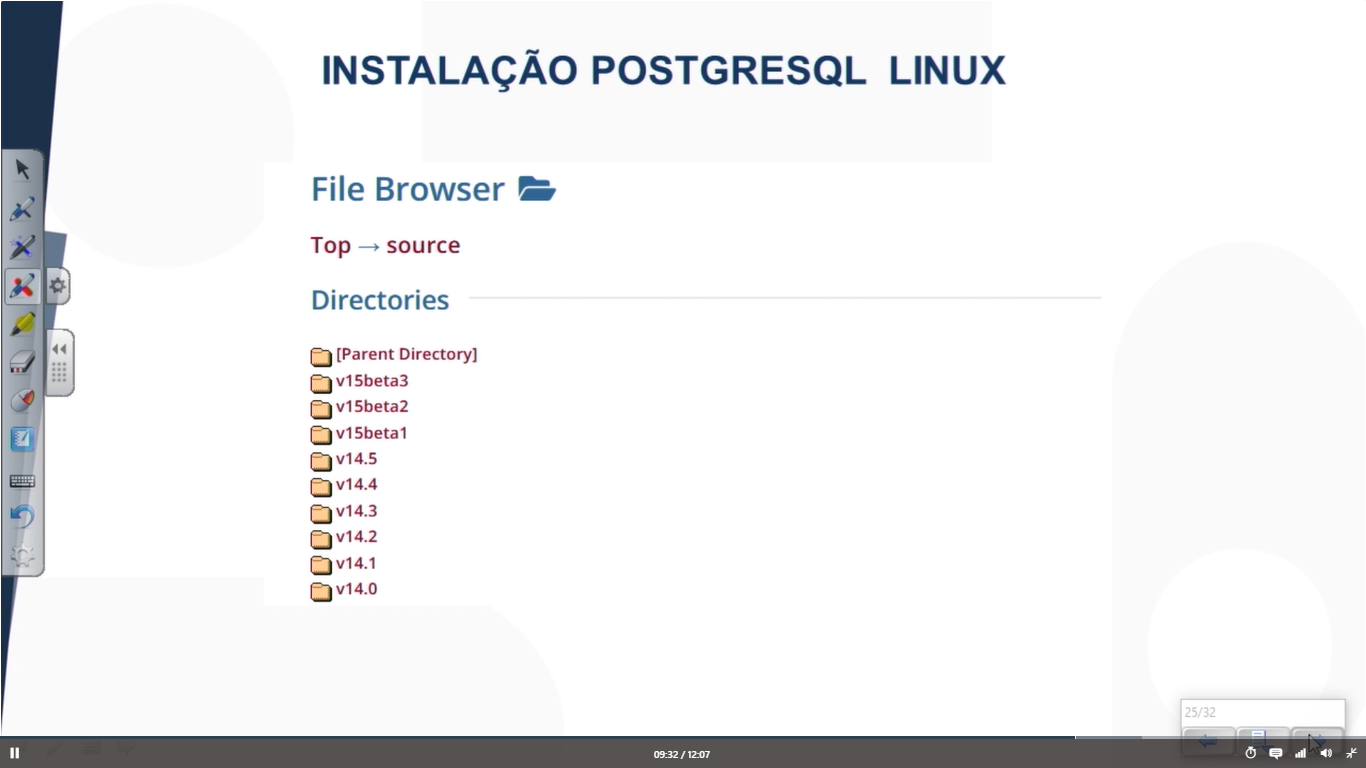 INSTALAÇÃO POSTGRESQL  LINUX
File Browser
Top → source
Directories
[Parent Directory]
v15beta3
v15beta2
v15beta1
v14.5
v14.4
v14.3
v14.2
v14.1
v14.0
25/32
09:32 / 12:07